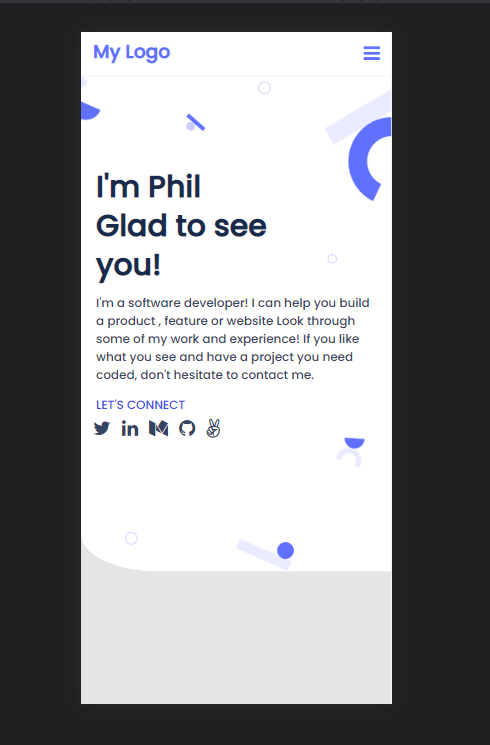 My Logo
I'm Phil
Glad to see
you!
I'm a software developer! I can help you build
a product , feature or website Look through
some of my work and experience! If you like
what you see and have a project you need
coded, don't hesitate to contact me.
LET'S CONNECT